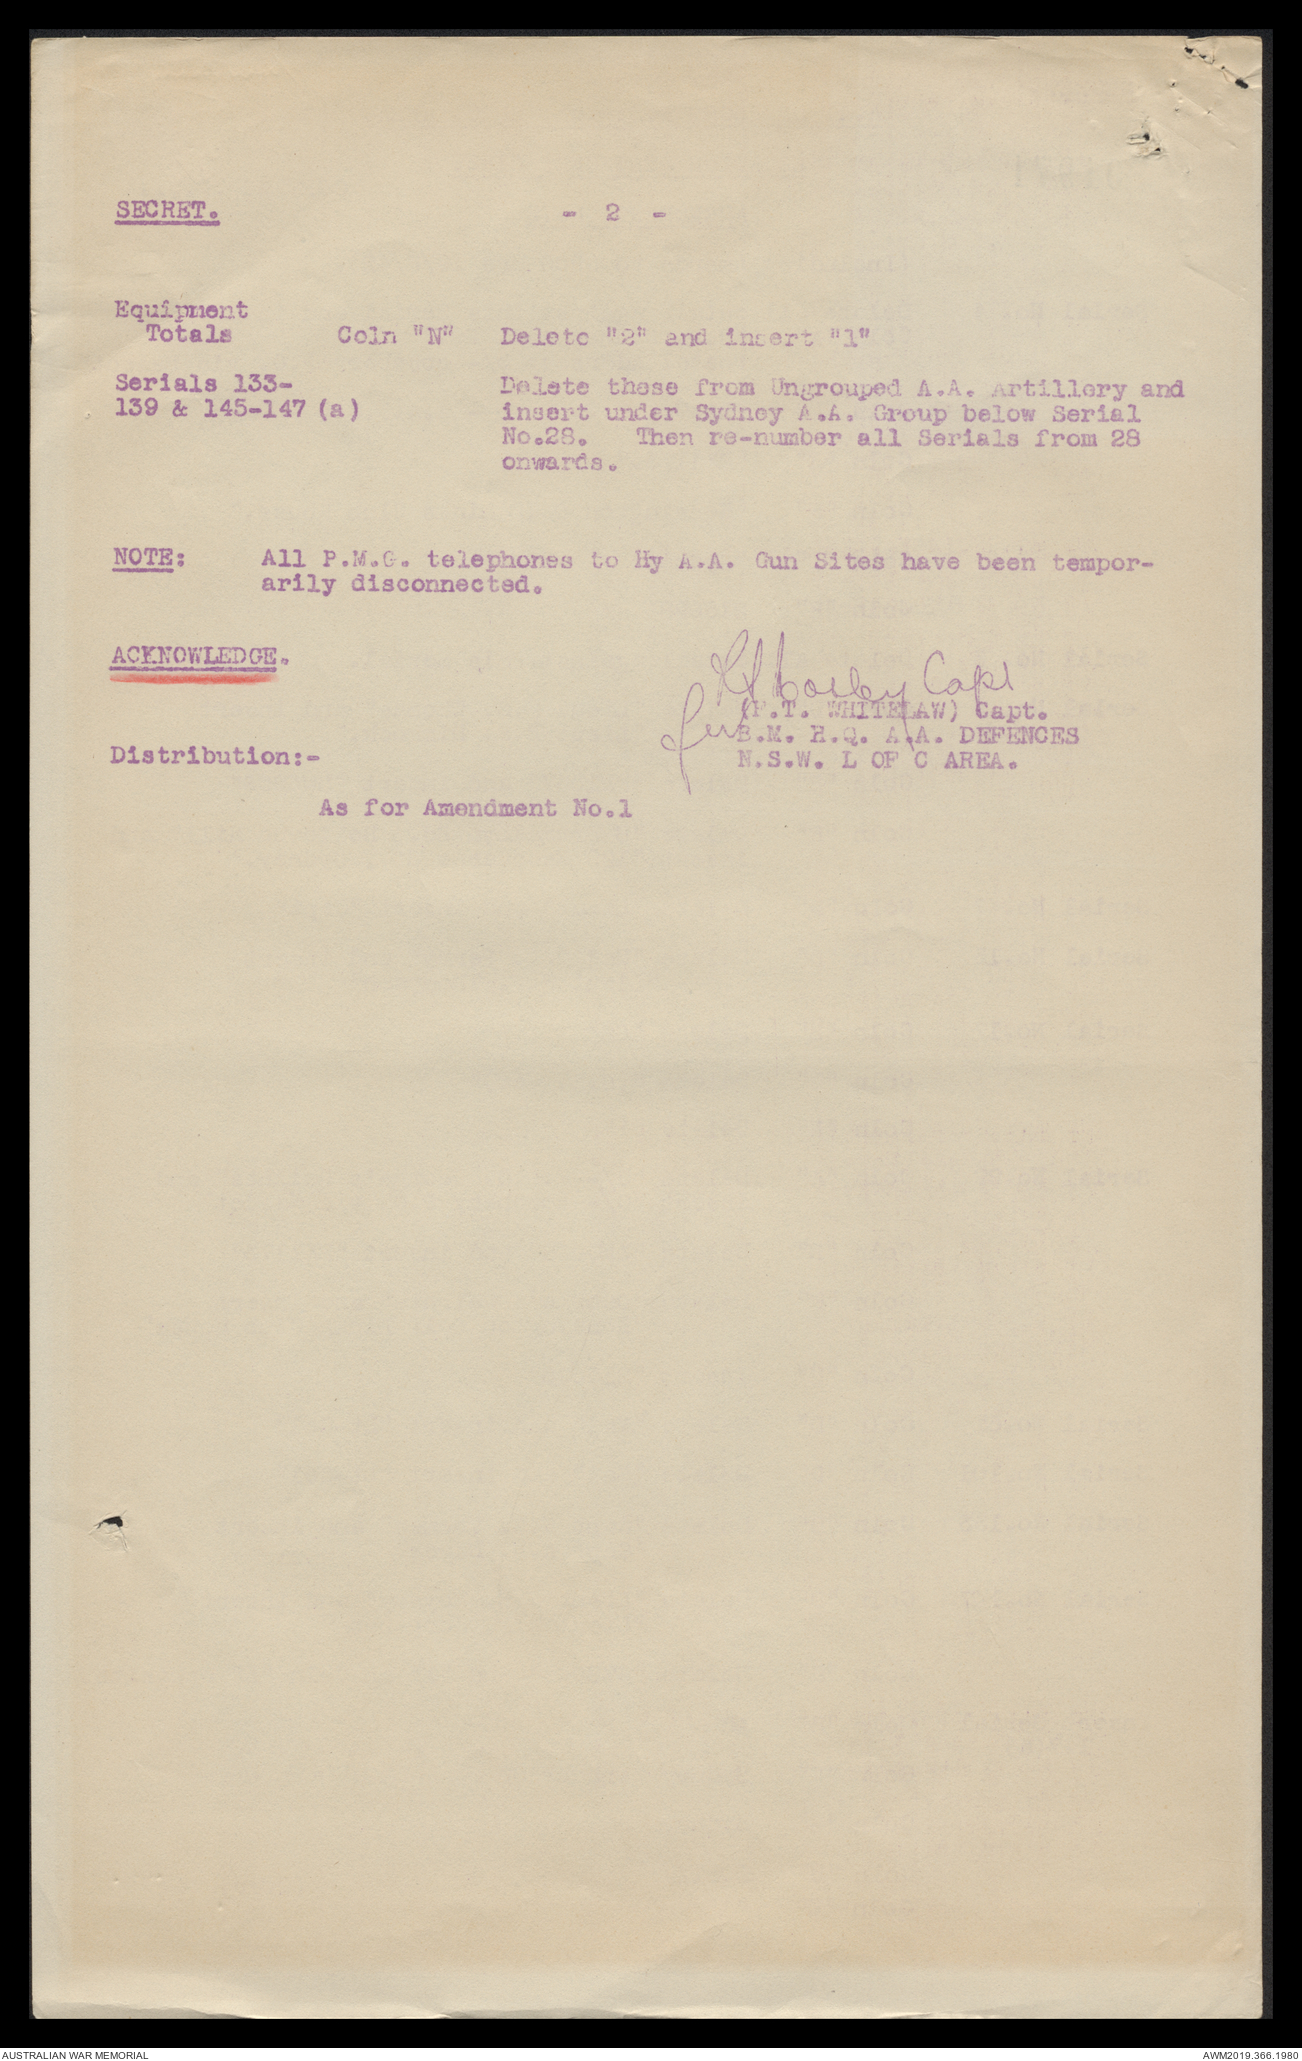 SECRET.
- 2 -
Equipment
Totals Coln "N" Delete "2" and insert "1"
Serials 133- Delete these from Ungrouped A.A. Artillery and
139 & 145-147 (a) insert under Sydney A.A. Group below Serial
No.28. Then re-number all Serials from 28
onwards.
NOTE: All P.M.G. telephones to Hy A.A. Gun Sites have been tempor-
arily disconnected.
ACKNOWLEDGE.
Capt
(F.T. WHITELAW) Capt.
for B.M. H.Q. A.A. DEFENCES
Distribution:- N.S.W. L OF C AREA.
As for Amendment No.1
AUSTRALIAN WAR MEMORIAL
AWM2019.366.1980